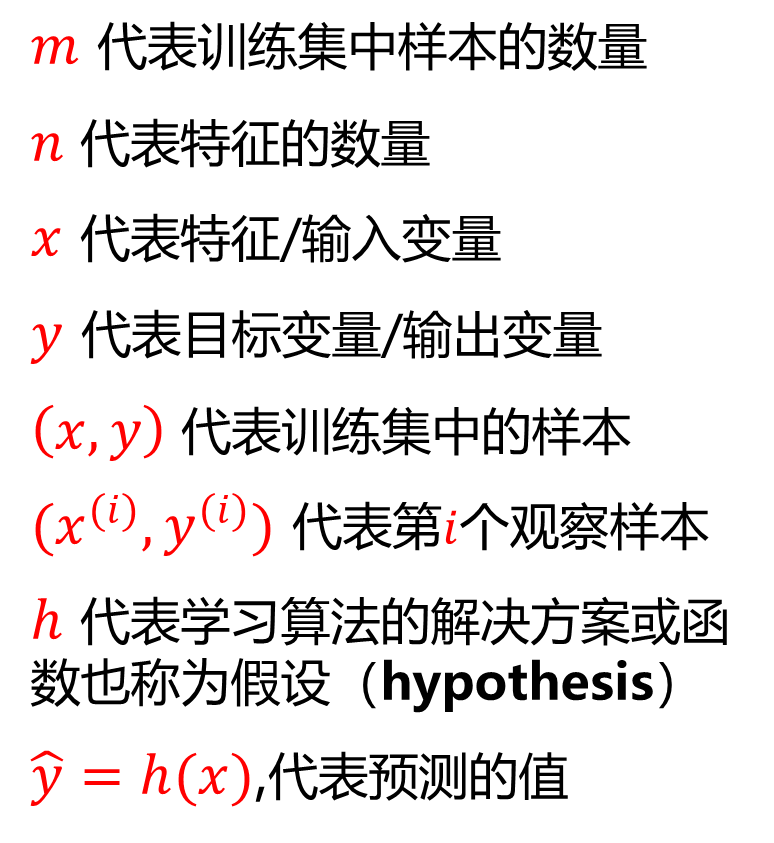 m 代表训练集中样本的数量
n 代表特征的数量
x 代表特征/输入变量
y 代表目标变量/输出变量
(x, y) 代表训练集中的样本
(x⁽ⁱ⁾, y⁽ⁱ⁾) 代表第i个观察样本
h 代表学习算法的解决方案或函
数也称为假设（hypothesis）
ŷ = h(x),代表预测的值